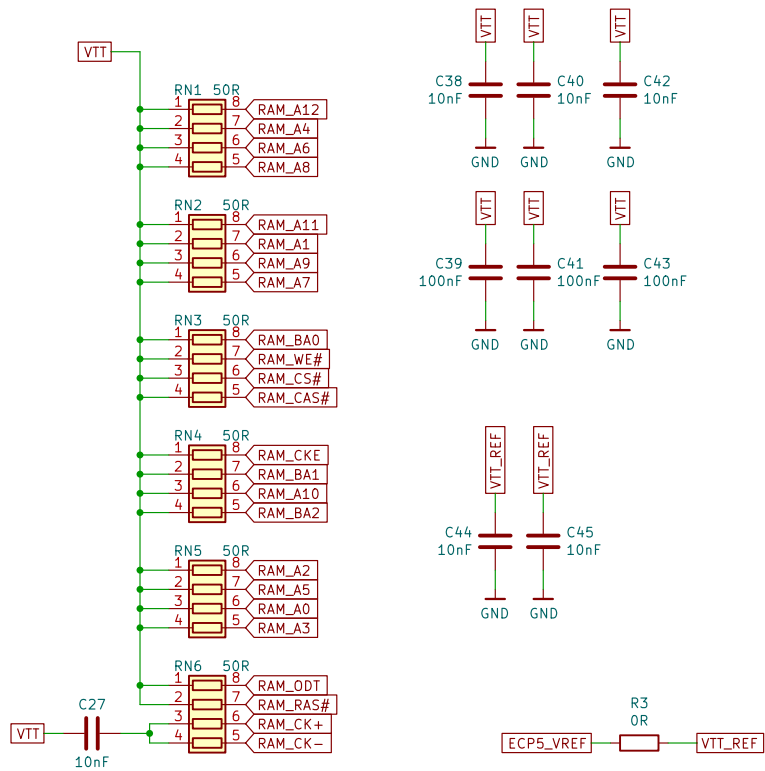 VTT
RN1 50R
1 8 RAM_A12
2 7 RAM_A4
3 6 RAM_A6
4 5 RAM_A8
RN2 50R
1 8 RAM_A11
2 7 RAM_A1
3 6 RAM_A9
4 5 RAM_A7
RN3 50R
1 8 RAM_BA0
2 7 RAM_WE#
3 6 RAM_CS#
4 5 RAM_CAS#
RN4 50R
1 8 RAM_CKE
2 7 RAM_BA1
3 6 RAM_A10
4 5 RAM_BA2
RN5 50R
1 8 RAM_A2
2 7 RAM_A5
3 6 RAM_A0
4 5 RAM_A3
RN6 50R
1 8 RAM_ODT
2 7 RAM_RAS#
3 6 RAM_CK+
4 5 RAM_CK-
C27
VTT
10nF
VTT VTT VTT
C38 C40 C42
10nF 10nF 10nF
GND GND GND
VTT VTT VTT
C39 C41 C43
100nF 100nF 100nF
GND GND GND
VTT_REF VTT_REF
C44 C45
10nF 10nF
GND GND
R3
0R
ECP5_VREF VTT_REF